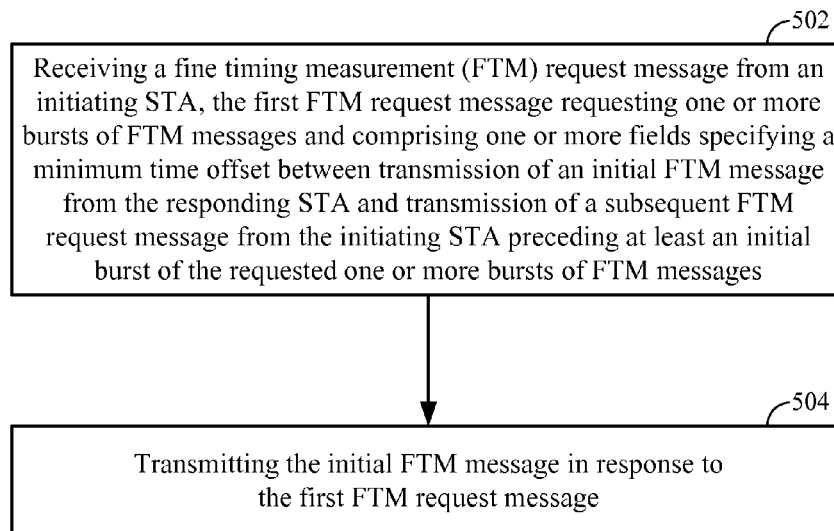 502
Receiving a fine timing measurement (FTM) request message from an
initiating STA, the first FTM request message requesting one or more
bursts of FTM messages and comprising one or more fields specifying a
minimum time offset between transmission of an initial FTM message
from the responding STA and transmission of a subsequent FTM
request message from the initiating STA preceding at least an initial
burst of the requested one or more bursts of FTM messages
504
Transmitting the initial FTM message in response to
the first FTM request message